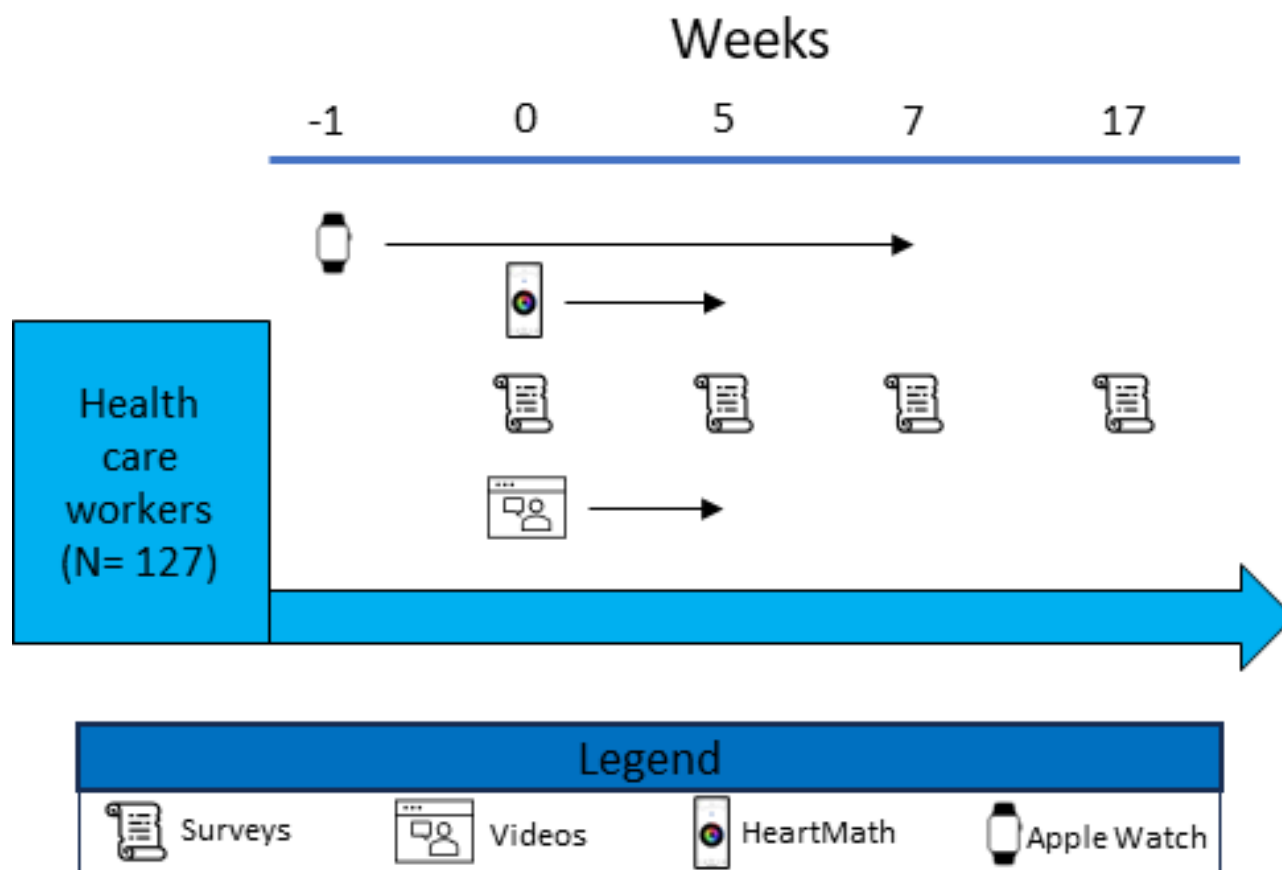 Weeks
-1 0 5 7 17
Health
care
workers
(N= 127)
Legend
Surveys Videos HeartMath Apple Watch